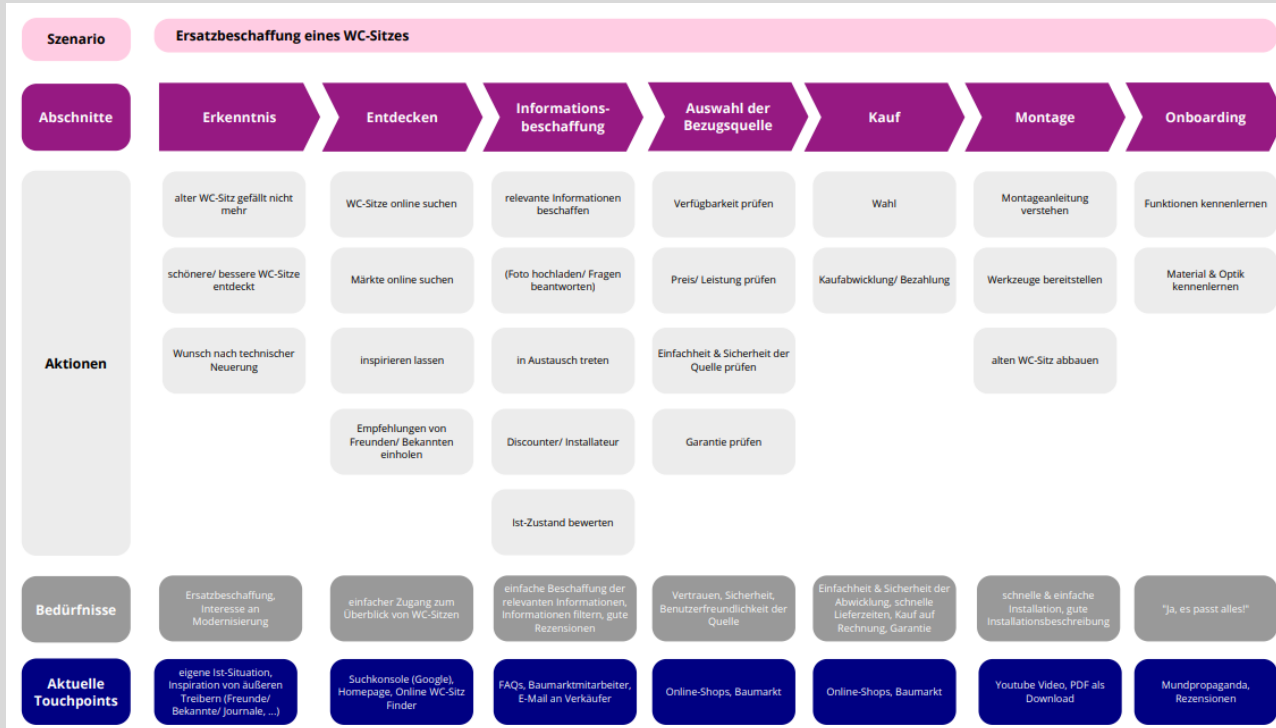 Szenario
Ersatzbeschaffung eines WC-Sitzes
Abschnitte
Erkenntnis
Entdecken
Informations-
beschaffung
Auswahl der
Bezugsquelle
Kauf
Montage
Onboarding
Aktionen
alter WC-Sitz gefällt nicht
mehr
WC-Sitze online suchen
relevante Informationen
beschaffen
Verfügbarkeit prüfen
Wahl
Montageanleitung
verstehen
Funktionen kennenlernen
schönere/ bessere WC-Sitze
entdeckt
Märkte online suchen
(Foto hochladen/ Fragen
beantworten)
Preis/ Leistung prüfen
Kaufabwicklung/ Bezahlung
Werkzeuge bereitstellen
Material & Optik
kennenlernen
Wunsch nach technischer
Neuerung
inspirieren lassen
in Austausch treten
Einfachheit & Sicherheit der
Quelle prüfen
alten WC-Sitz abbauen
Empfehlungen von
Freunden/ Bekannten
einholen
Discounter/ Installateur
Garantie prüfen
Ist-Zustand bewerten
Bedürfnisse
Ersatzbeschaffung,
Interesse an
Modernisierung
einfacher Zugang zum
Überblick von WC-Sitzen
einfache Beschaffung der
relevanten Informationen,
Informationen filtern, gute
Rezensionen
Vertrauen, Sicherheit,
Benutzerfreundlichkeit der
Quelle
Einfachheit & Sicherheit der
Abwicklung, schnelle
Lieferzeiten, Kauf auf
Rechnung, Garantie
schnelle & einfache
Installation, gute
Installationsbeschreibung
"Ja, es passt alles!"
Aktuelle
Touchpoints
eigene Ist-Situation,
Inspiration von äußeren
Treibern (Freunde/
Bekannte/ Journale, ...)
Suchkonsole (Google),
Homepage, Online WC-Sitz
Finder
FAQs, Baumarktmitarbeiter,
E-Mail an Verkäufer
Online-Shops, Baumarkt
Online-Shops, Baumarkt
Youtube Video, PDF als
Download
Mundpropaganda,
Rezensionen